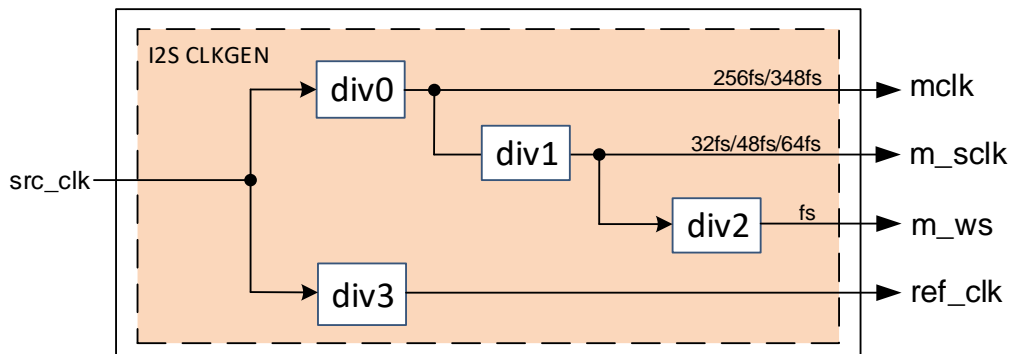 I2S CLKGEN
div0
256fs/348fs
mclk
div1
32fs/48fs/64fs
m_sclk
src_clk
div2
fs
m_ws
div3
ref_clk